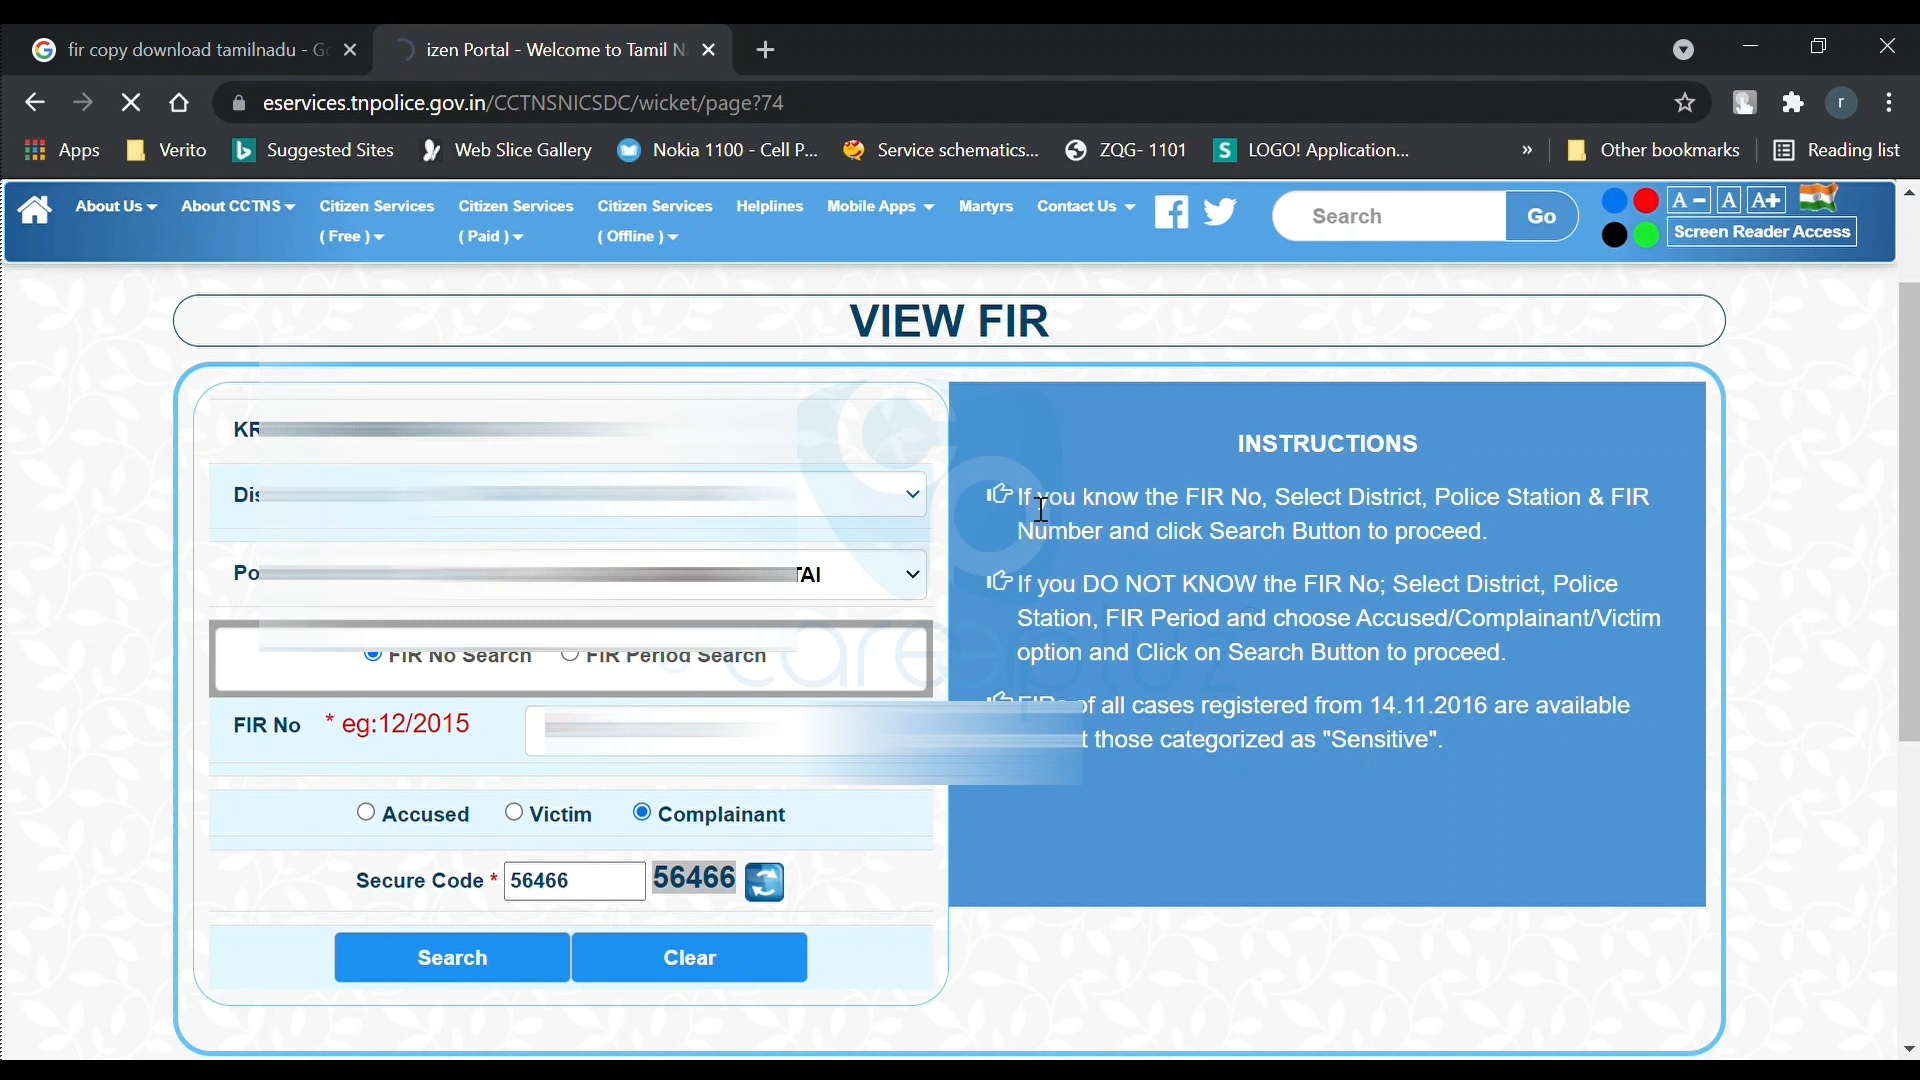 fir copy download tamilnadu - G
izen Portal - Welcome to Tamil N
eservices.tnpolice.gov.in/CCTNSNICSDC/wicket/page?74
r
Apps
Verito
Suggested Sites
Web Slice Gallery
Nokia 1100 - Cell P...
Service schematics...
ZQG- 1101
LOGO! Application...
»
Other bookmarks
Reading list
About Us
About CCTNS
Citizen Services
( Free )
Citizen Services
( Paid )
Citizen Services
( Offline )
Helplines
Mobile Apps
Martyrs
Contact Us
Search
Go
A -
A
A+
Screen Reader Access
VIEW FIR
KR
Dis
Po
TAI
FIR No Search
FIR Period Search
FIR No * eg:12/2015
Accused
Victim
Complainant
Secure Code * 56466 56466
Search
Clear
INSTRUCTIONS
If you know the FIR No, Select District, Police Station & FIR
Number and click Search Button to proceed.
If you DO NOT KNOW the FIR No; Select District, Police
Station, FIR Period and choose Accused/Complainant/Victim
option and Click on Search Button to proceed.
FIRs of all cases registered from 14.11.2016 are available
t those categorized as "Sensitive".
careepluz